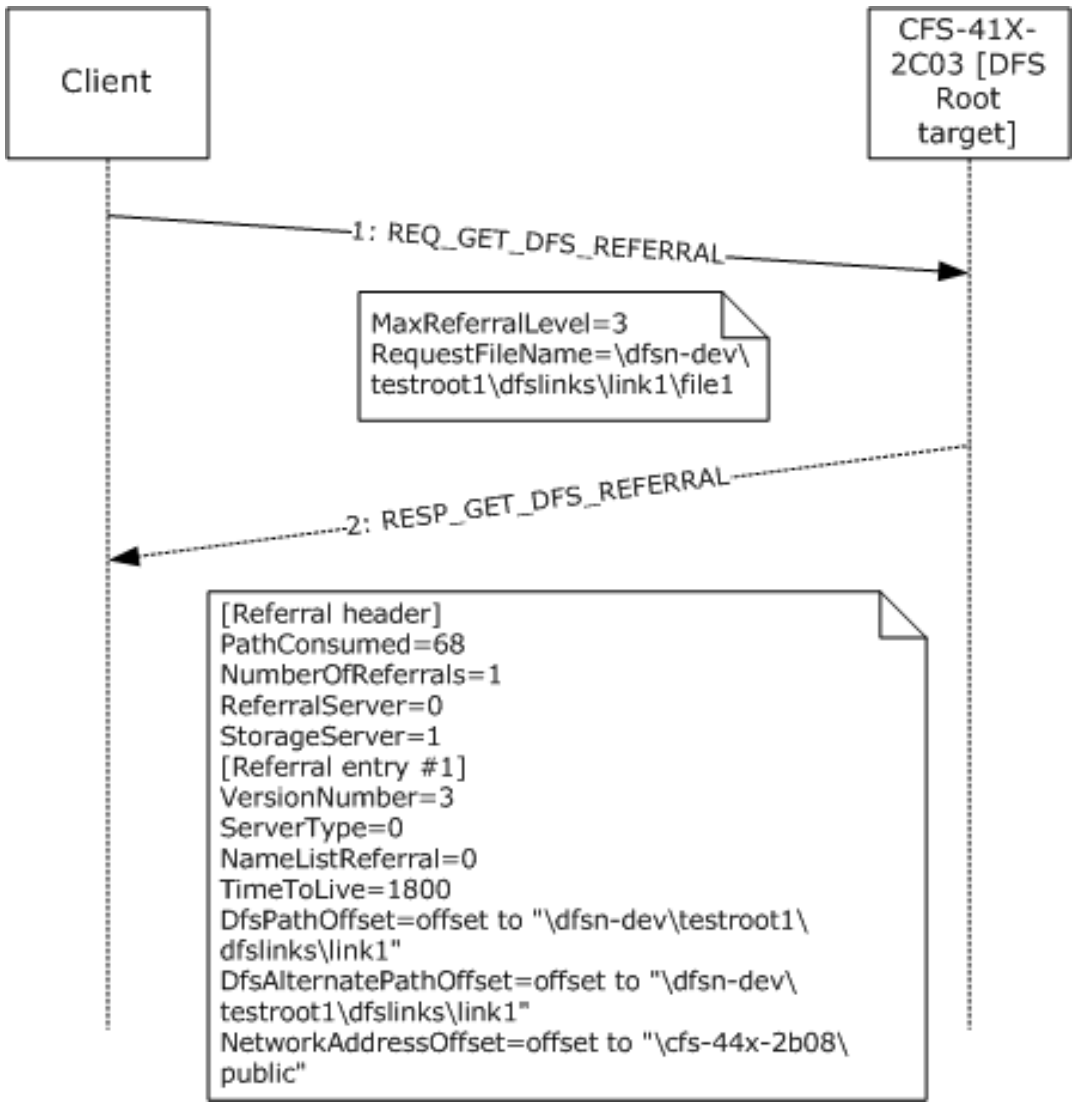 Client
CFS-41X-
2C03 [DFS
Root
target]
1: REQ_GET_DFS_REFERRAL
MaxReferralLevel=3
RequestFileName=\dfsn-dev\
testroot1\dfslinks\link1\file1
2: RESP_GET_DFS_REFERRAL
[Referral header]
PathConsumed=68
NumberOfReferrals=1
ReferralServer=0
StorageServer=1
[Referral entry #1]
VersionNumber=3
ServerType=0
NameListReferral=0
TimeToLive=1800
DfsPathOffset=offset to "\dfsn-dev\testroot1\
dfslinks\link1"
DfsAlternatePathOffset=offset to "\dfsn-dev\
testroot1\dfslinks\link1"
NetworkAddressOffset=offset to "\cfs-44x-2b08\
public"